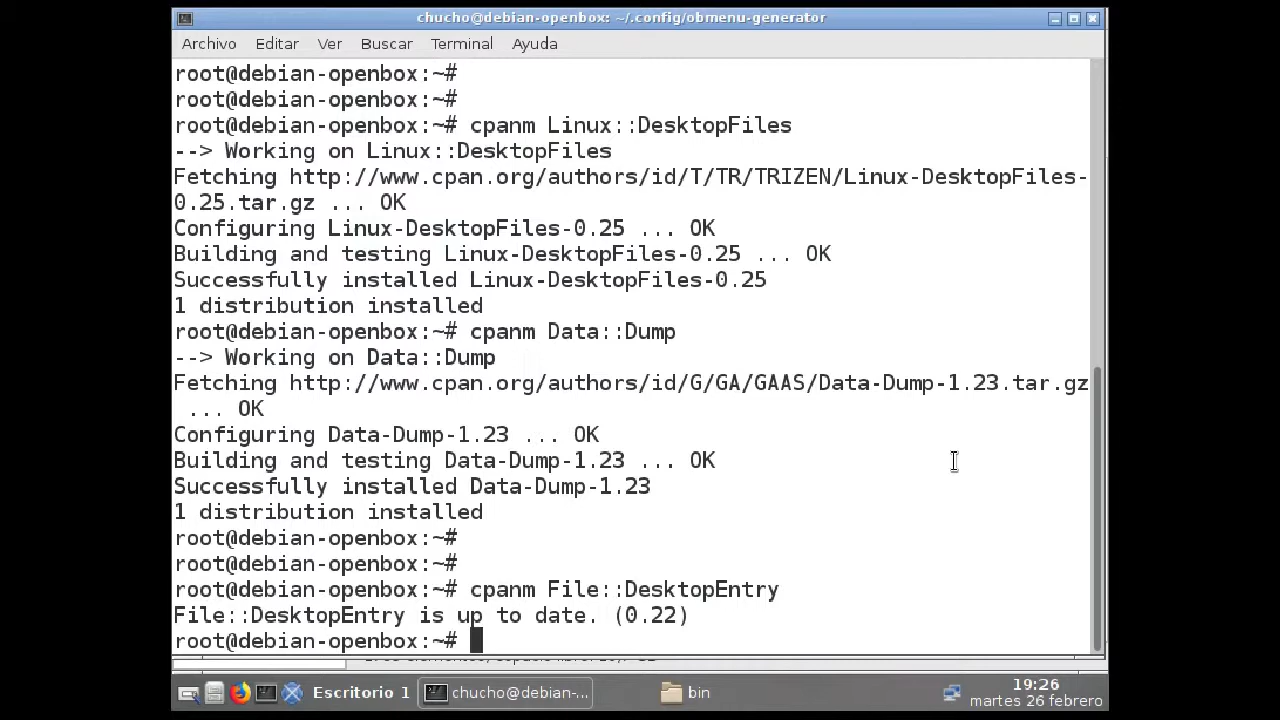 chucho@debian-openbox: ~/.config/obmenu-generator
Archivo Editar Ver Buscar Terminal Ayuda
root@debian-openbox:~#
root@debian-openbox:~#
root@debian-openbox:~# cpanm Linux::DesktopFiles
--> Working on Linux::DesktopFiles
Fetching http://www.cpan.org/authors/id/T/TR/TRIZEN/Linux-DesktopFiles-
0.25.tar.gz ... OK
Configuring Linux-DesktopFiles-0.25 ... OK
Building and testing Linux-DesktopFiles-0.25 ... OK
Successfully installed Linux-DesktopFiles-0.25
1 distribution installed
root@debian-openbox:~# cpanm Data::Dump
--> Working on Data::Dump
Fetching http://www.cpan.org/authors/id/G/GA/GAAS/Data-Dump-1.23.tar.gz
... OK
Configuring Data-Dump-1.23 ... OK
Building and testing Data-Dump-1.23 ... OK
Successfully installed Data-Dump-1.23
1 distribution installed
root@debian-openbox:~#
root@debian-openbox:~#
root@debian-openbox:~# cpanm File::DesktopEntry
File::DesktopEntry is up to date. (0.22)
root@debian-openbox:~#
Escritorio 1 chucho@debian-... bin 19:26
martes 26 febrero